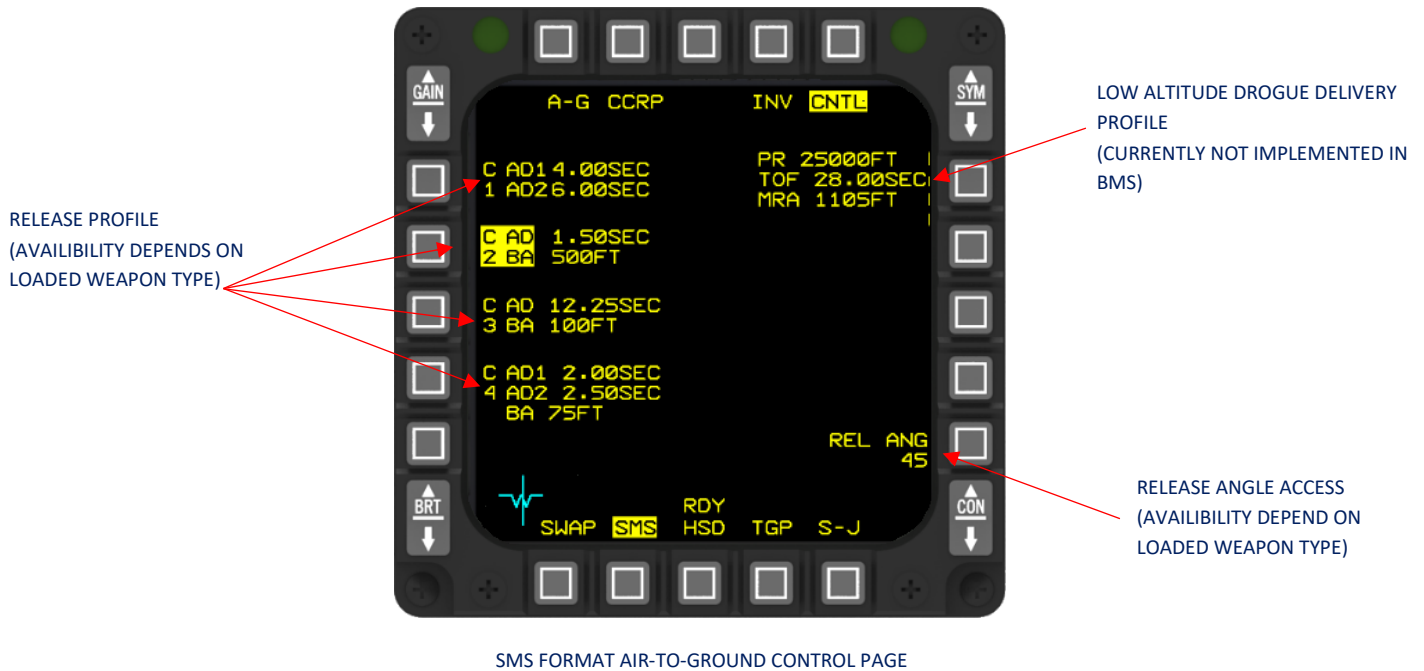 GAIN
SYM
A-G CCRP INV CNTL
LOW ALTITUDE DROGUE DELIVERY
PROFILE
(CURRENTLY NOT IMPLEMENTED IN
BMS)
C AD14.00SEC
1 AD26.00SEC
PR 25000FT
TOF 28.00SEC
MRA 1105FT
RELEASE PROFILE
(AVAILIBILITY DEPENDS ON
LOADED WEAPON TYPE)
C AD 1.50SEC
2 BA 500FT
C AD 12.25SEC
3 BA 100FT
C AD1 2.00SEC
4 AD2 2.50SEC
BA 75FT
REL ANG
45
RELEASE ANGLE ACCESS
(AVAILIBILITY DEPEND ON
LOADED WEAPON TYPE)
BRT
CON
RDY
SWAP SMS HSD TGP S-J
SMS FORMAT AIR-TO-GROUND CONTROL PAGE